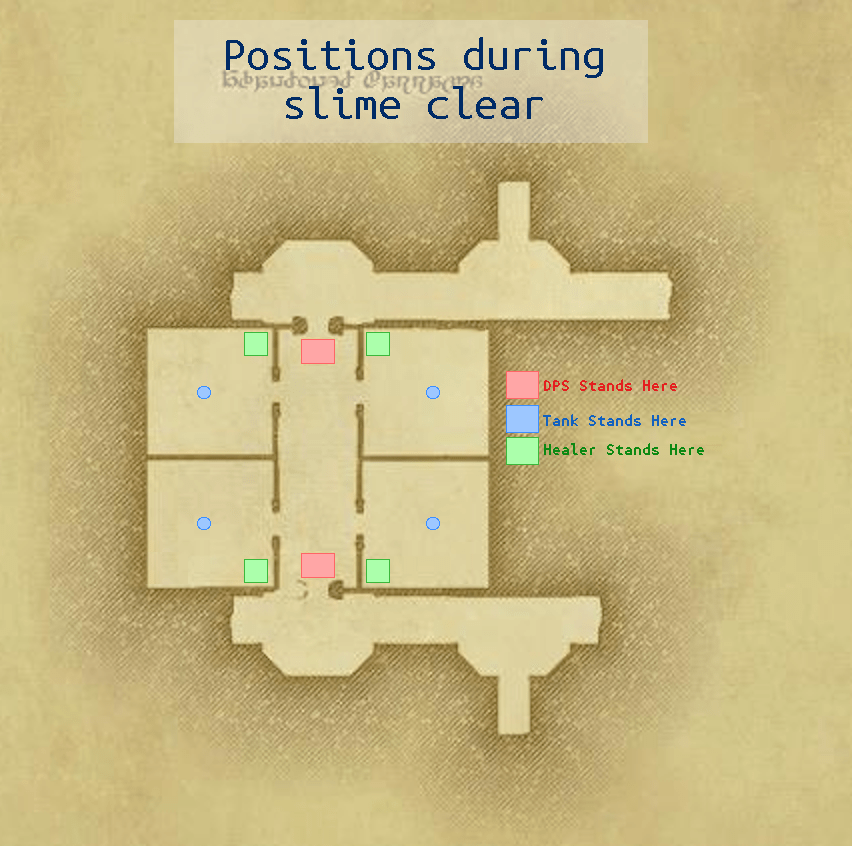 Positions during
slime clear
DPS Stands Here
Tank Stands Here
Healer Stands Here